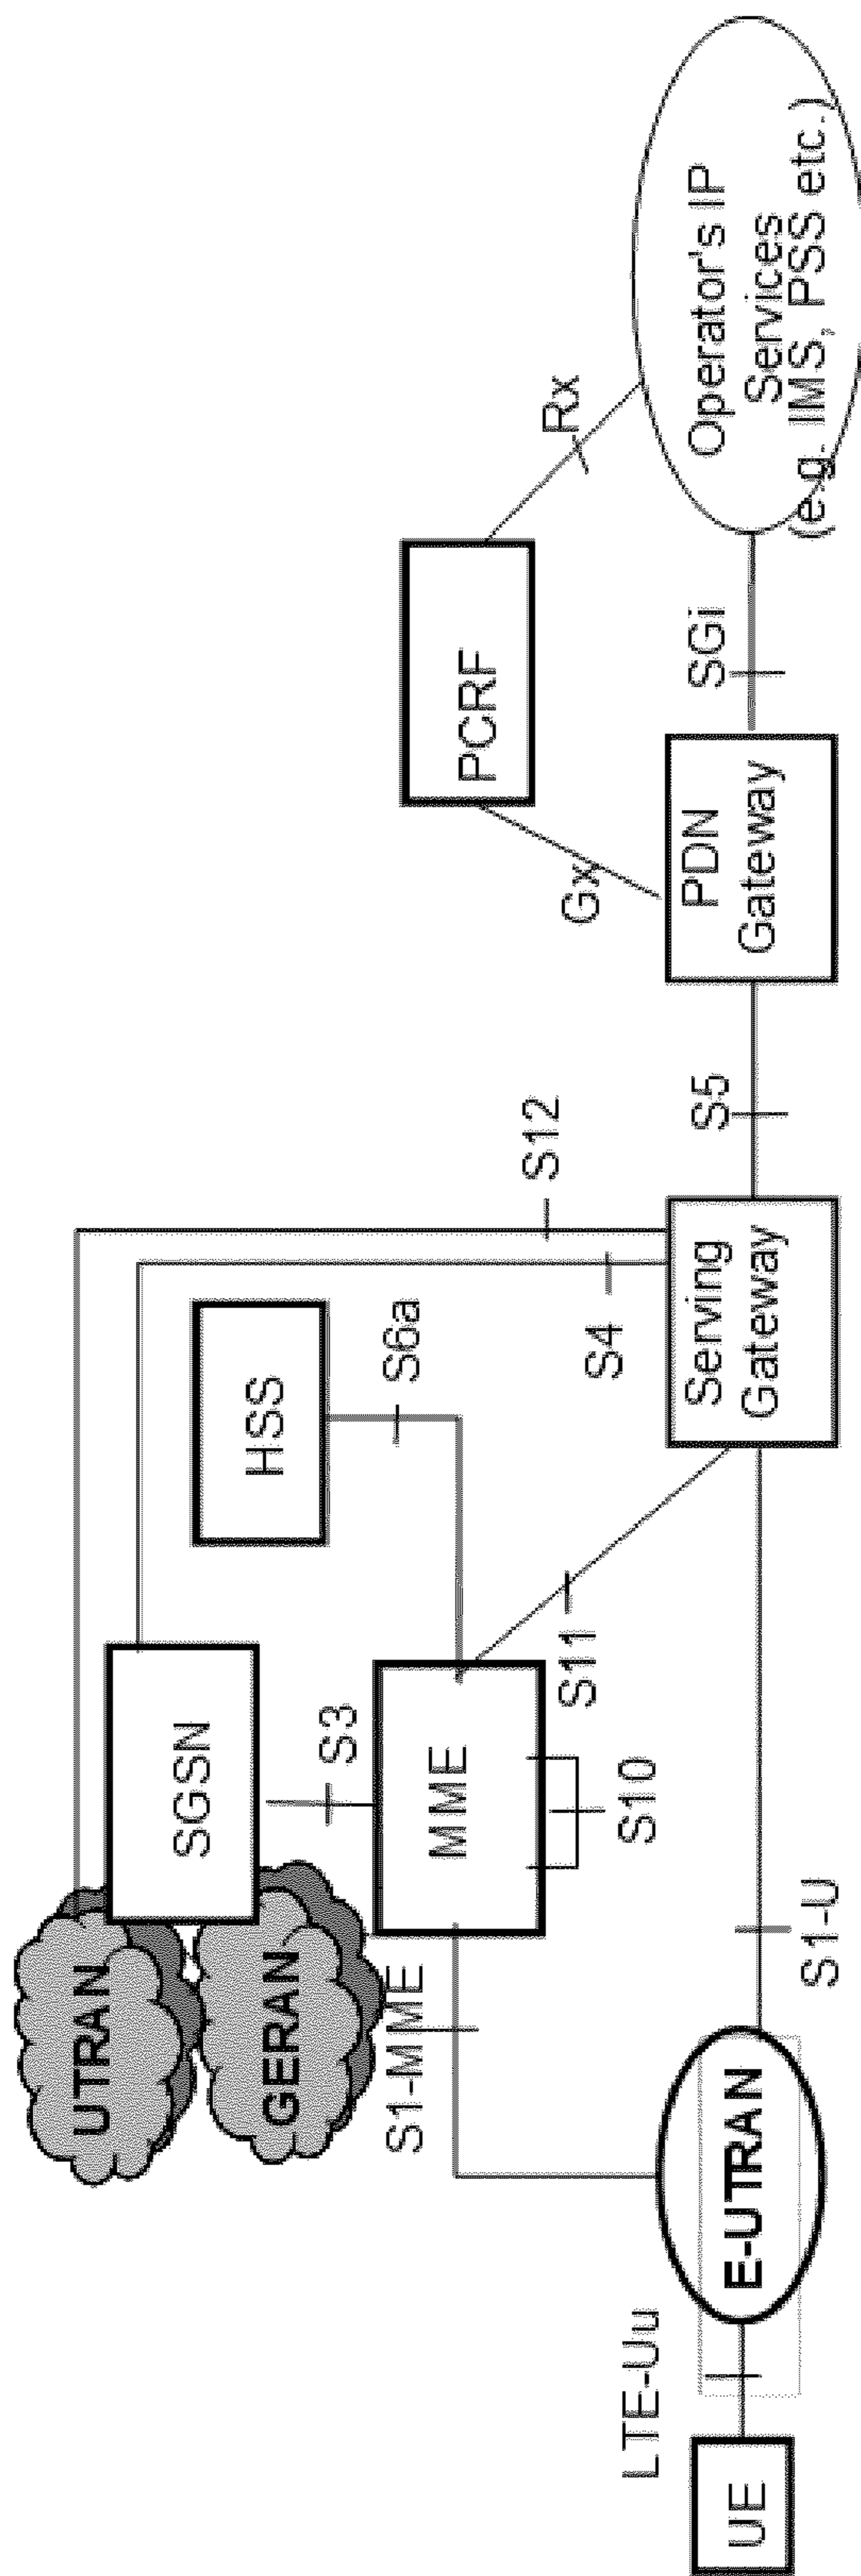 UTRAN
SGSN
GERAN
HSS
S3
S6a
S1-MME
MME
PCRF
S12
Rx
S4
Gx
S11
S10
LTE-Uu
Serving
Gateway
S5
PDN
Gateway
SGi
Operator's IP
Services
(e.g. IMS, PSS etc.)
UE
E-UTRAN
S1-U